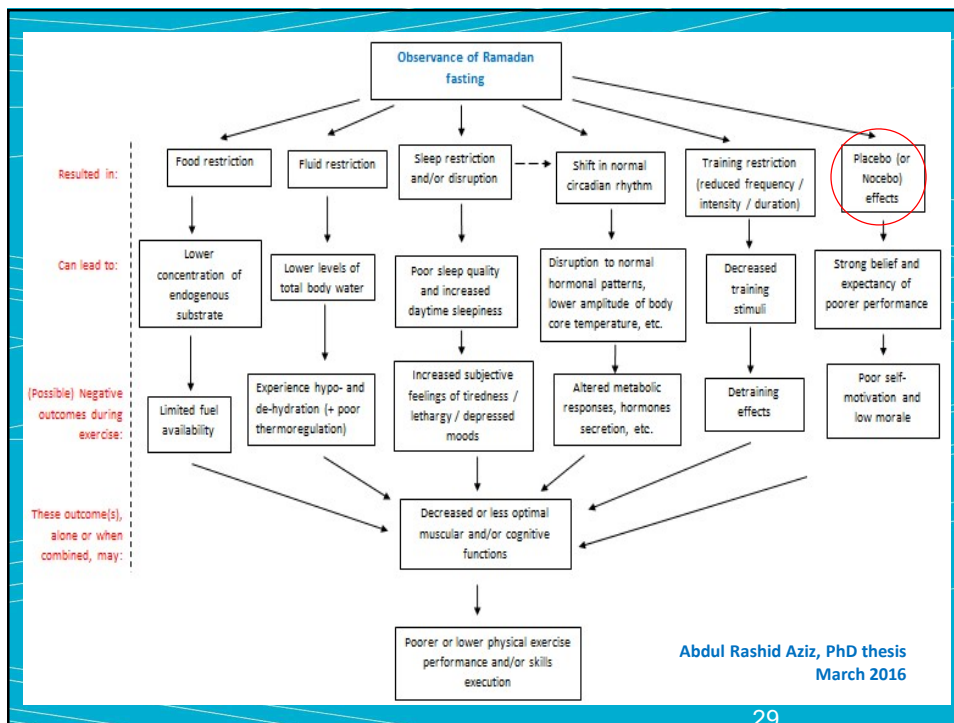 Observance of Ramadan
fasting
Resulted in:
Food restriction
Fluid restriction
Sleep restriction
and/or disruption
Shift in normal
circadian rhythm
Training restriction
(reduced frequency /
intensity / duration)
Placebo (or
Nocebo)
effects
Can lead to:
Lower
concentration of
endogenous
substrate
Lower levels of
total body water
Poor sleep quality
and increased
daytime sleepiness
Disruption to normal
hormonal patterns,
lower amplitude of body
core temperature, etc.
Decreased
training
stimuli
Strong belief and
expectancy of
poorer performance
(Possible) Negative
outcomes during
exercise:
Limited fuel
availability
Experience hypo- and
de-hydration (+ poor
thermoregulation)
Increased subjective
feelings of tiredness /
lethargy / depressed
moods
Altered metabolic
responses, hormones
secretion, etc.
Detraining
effects
Poor self-
motivation and
low morale
These outcome(s),
alone or when
combined, may:
Decreased or less optimal
muscular and/or cognitive
functions
Poorer or lower physical exercise
performance and/or skills
execution
Abdul Rashid Aziz, PhD thesis
March 2016
29